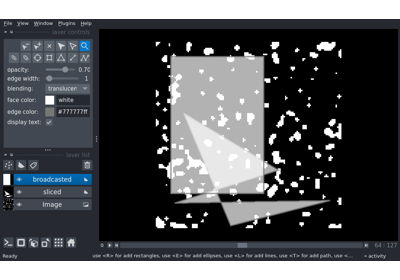 File View Window Plugins Help
layer controls
opacity: 0.70
edge width: 1
blending: translucen
face color: white
edge color: #777777ff
display text:
layer list
broadcasted
sliced
Image
64 127
Ready use <R> for add rectangles, use <E> for add ellipses, use <L> for add lines, use <T> for add path, use <... activity